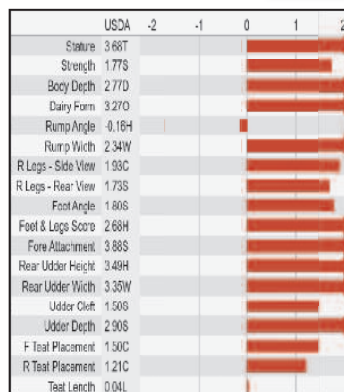 USDA -2 -1 0 1 2
Stature 3.68T
Strength 1.77S
Body Depth 2.77D
Dairy Form 3.27O
Rump Angle -0.16H
Rump Width 2.34W
R Legs - Side View 1.93C
R Legs - Rear View 1.73S
Foot Angle 1.80S
Feet & Legs Score 2.68H
Fore Attachment 3.88S
Rear Udder Height 3.49H
Rear Udder Width 3.35W
Udder Cleft 1.50S
Udder Depth 2.90S
F Teat Placement 1.50C
R Teat Placement 1.21C
Teat Length 0.04L